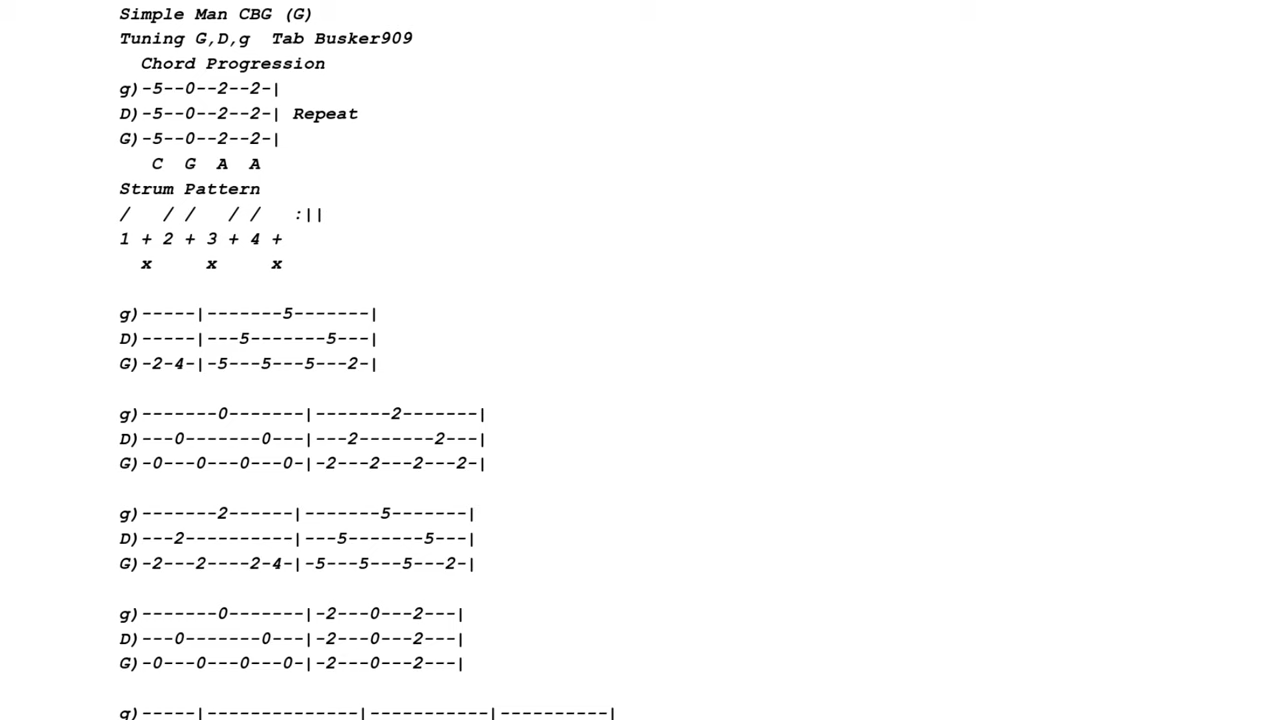 Simple Man CBG (G)
Tuning G,D,g  Tab Busker909
  Chord Progression
g)-5--0--2--2-|
D)-5--0--2--2-| Repeat
G)-5--0--2--2-|
   C  G  A  A
Strum Pattern
/   / /   / /   :||
1 + 2 + 3 + 4 +
  x     x     x
g)-----|-------5-------|
D)-----|---5-------5---|
G)-2-4-|-5---5---5---2-|
g)-------0-------|-------2-------|
D)---0-------0---|---2-------2---|
G)-0---0---0---0-|-2---2---2---2-|
g)-------2------|-------5-------|
D)---2----------|---5-------5---|
G)-2---2----2-4-|-5---5---5---2-|
g)-------0-------|-2---0---2---|
D)---0-------0---|-2---0---2---|
G)-0---0---0---0-|-2---0---2---|
g)-----|--------------|-----------|----------|